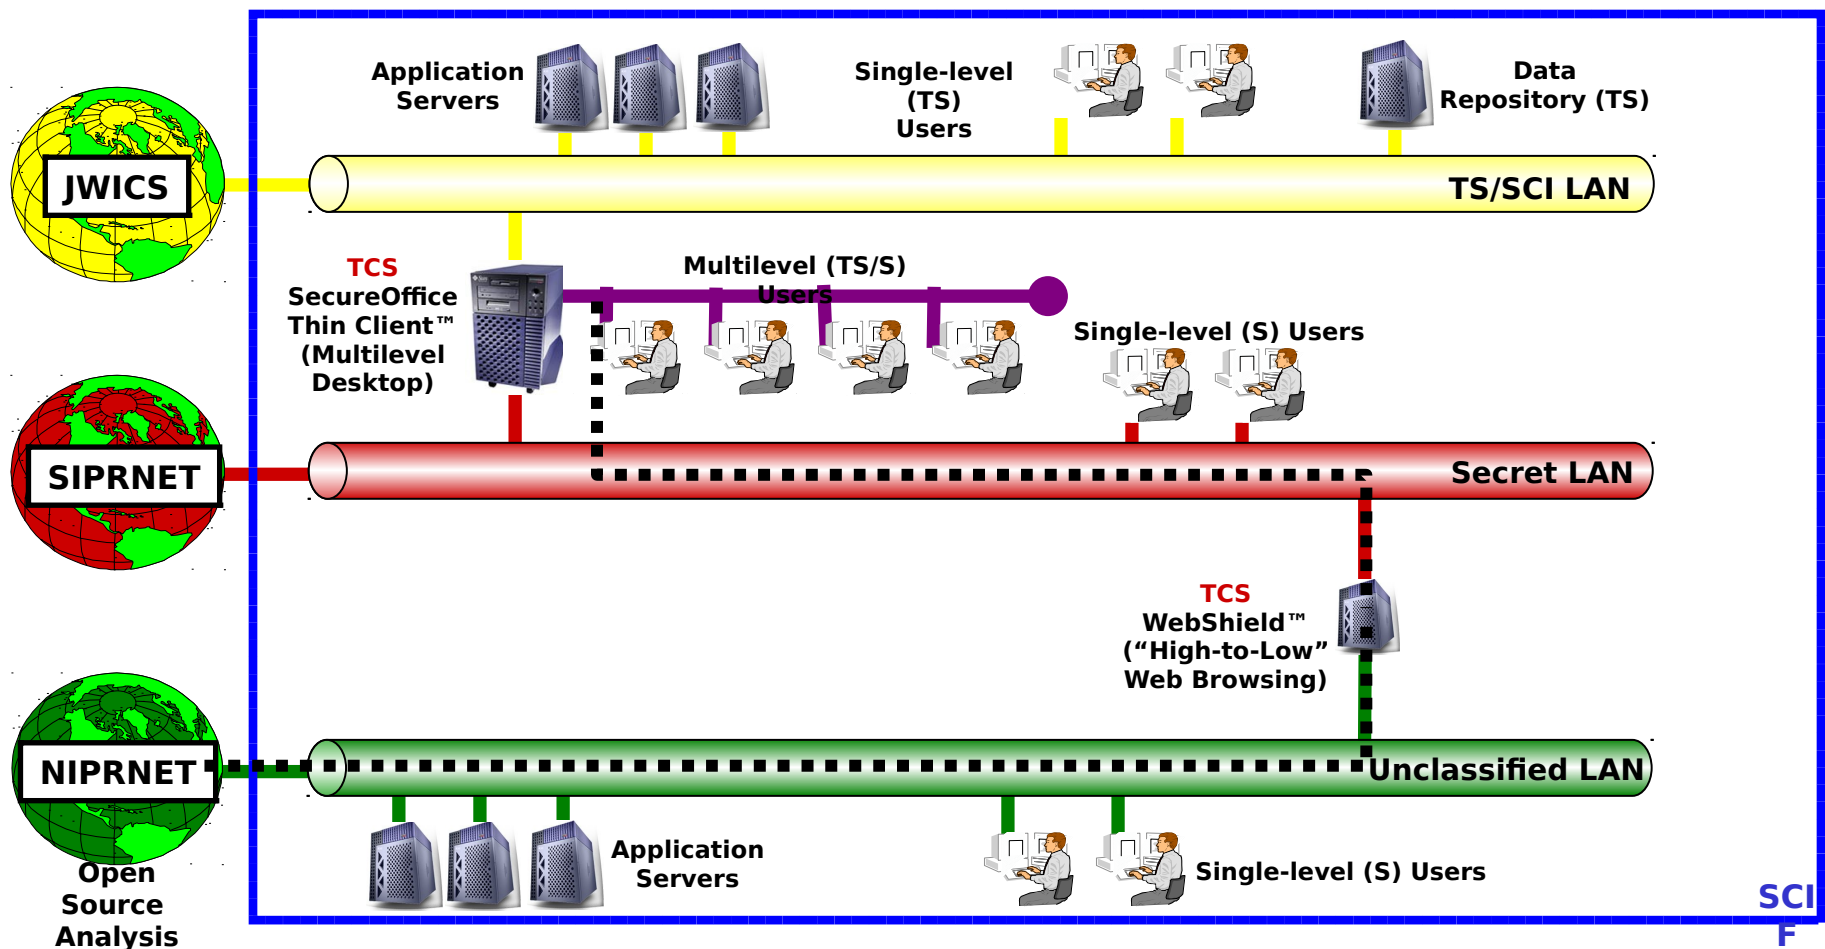 Application
Servers
Single-level
(TS)
Users
Data
Repository (TS)
JWICS
TS/SCI LAN
TCS
SecureOffice
Thin Client™
(Multilevel
Desktop)
Multilevel (TS/S)
Users
Single-level (S) Users
SIPRNET
Secret LAN
TCS
WebShield™
(“High-to-Low”
Web Browsing)
NIPRNET
Unclassified LAN
Open
Source
Analysis
Application
Servers
Single-level (S) Users
SCI
F